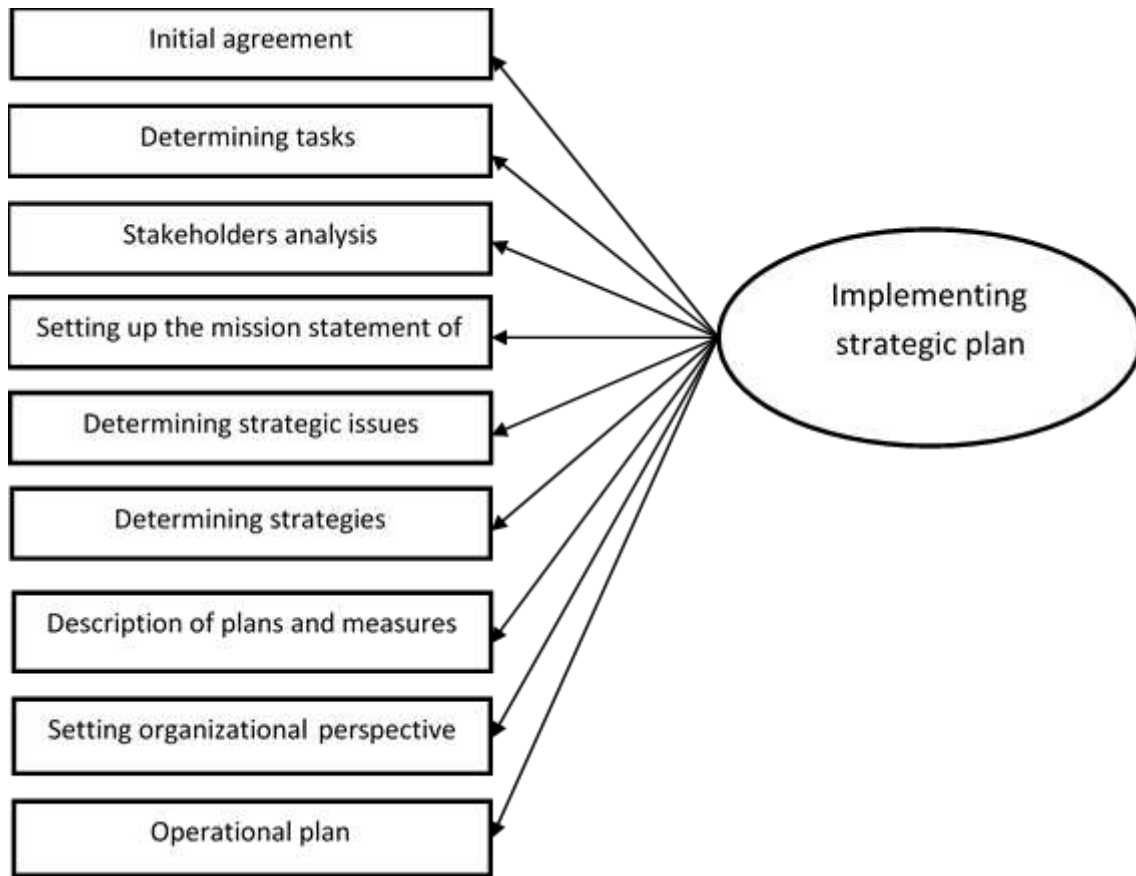 Initial agreement
Determining tasks
Stakeholders analysis
Setting up the mission statement of
Determining strategic issues
Determining strategies
Description of plans and measures
Setting organizational perspective
Operational plan
Implementing
strategic plan